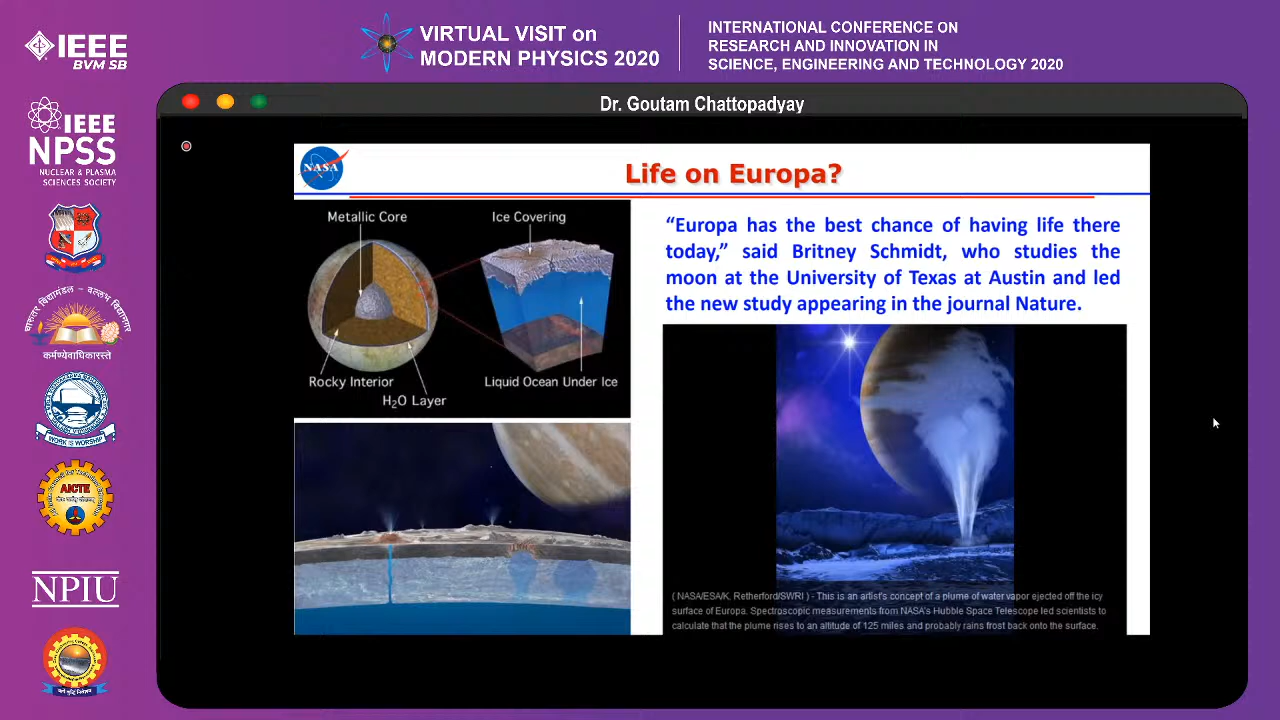 IEEE
BVM SB
VIRTUAL VISIT on
MODERN PHYSICS 2020
INTERNATIONAL CONFERENCE ON
RESEARCH AND INNOVATION IN
SCIENCE, ENGINEERING AND TECHNOLOGY 2020
Dr. Goutam Chattopadyay
IEEE
NPSS
NUCLEAR & PLASMA
SCIENCES SOCIETY
चारुतर विद्यामंडल - वल्लभ विद्यानगर
कर्मण्येवाधिकारस्ते
WORK IS WORSHIP
AICTE
NPIU
NASA
Life on Europa?
Metallic Core
Ice Covering
Rocky Interior
H₂O Layer
Liquid Ocean Under Ice
“Europa has the best chance of having life there
today,” said Britney Schmidt, who studies the
moon at the University of Texas at Austin and led
the new study appearing in the journal Nature.
( NASA/ESA/K. Retherford/SWRI ) - This is an artist's concept of a plume of water vapor ejected off the icy
surface of Europa. Spectroscopic measurements from NASA's Hubble Space Telescope led scientists to
calculate that the plume rises to an altitude of 125 miles and probably rains frost back onto the surface.